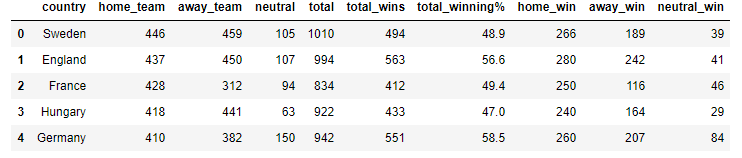 country home_team away_team neutral total total_wins total_winning% home_win away_win neutral_win
0 Sweden 446 459 105 1010 494 48.9 266 189 39
1 England 437 450 107 994 563 56.6 280 242 41
2 France 428 312 94 834 412 49.4 250 116 46
3 Hungary 418 441 63 922 433 47.0 240 164 29
4 Germany 410 382 150 942 551 58.5 260 207 84